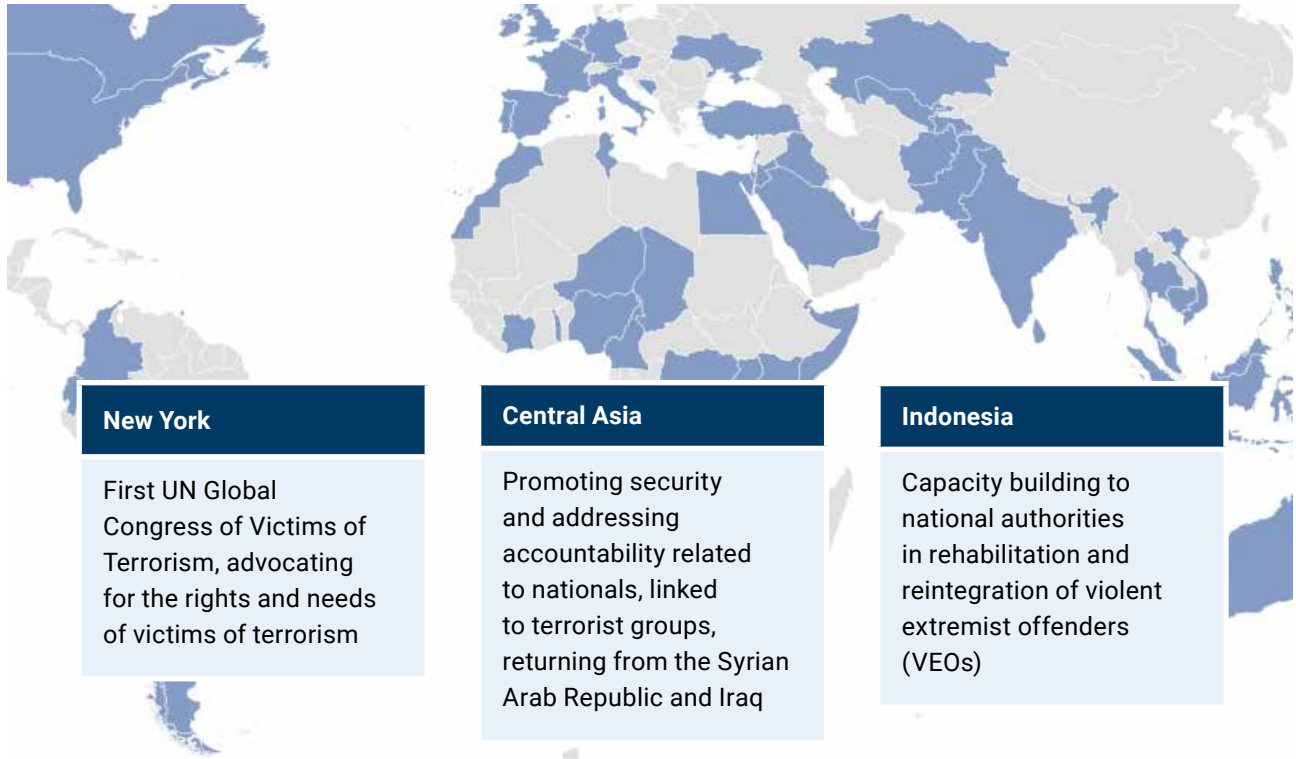 New York
First UN Global
Congress of Victims of
Terrorism, advocating
for the rights and needs
of victims of terrorism
Central Asia
Promoting security
and addressing
accountability related
to nationals, linked
to terrorist groups,
returning from the Syrian
Arab Republic and Iraq
Indonesia
Capacity building to
national authorities
in rehabilitation and
reintegration of violent
extremist offenders
(VEOs)